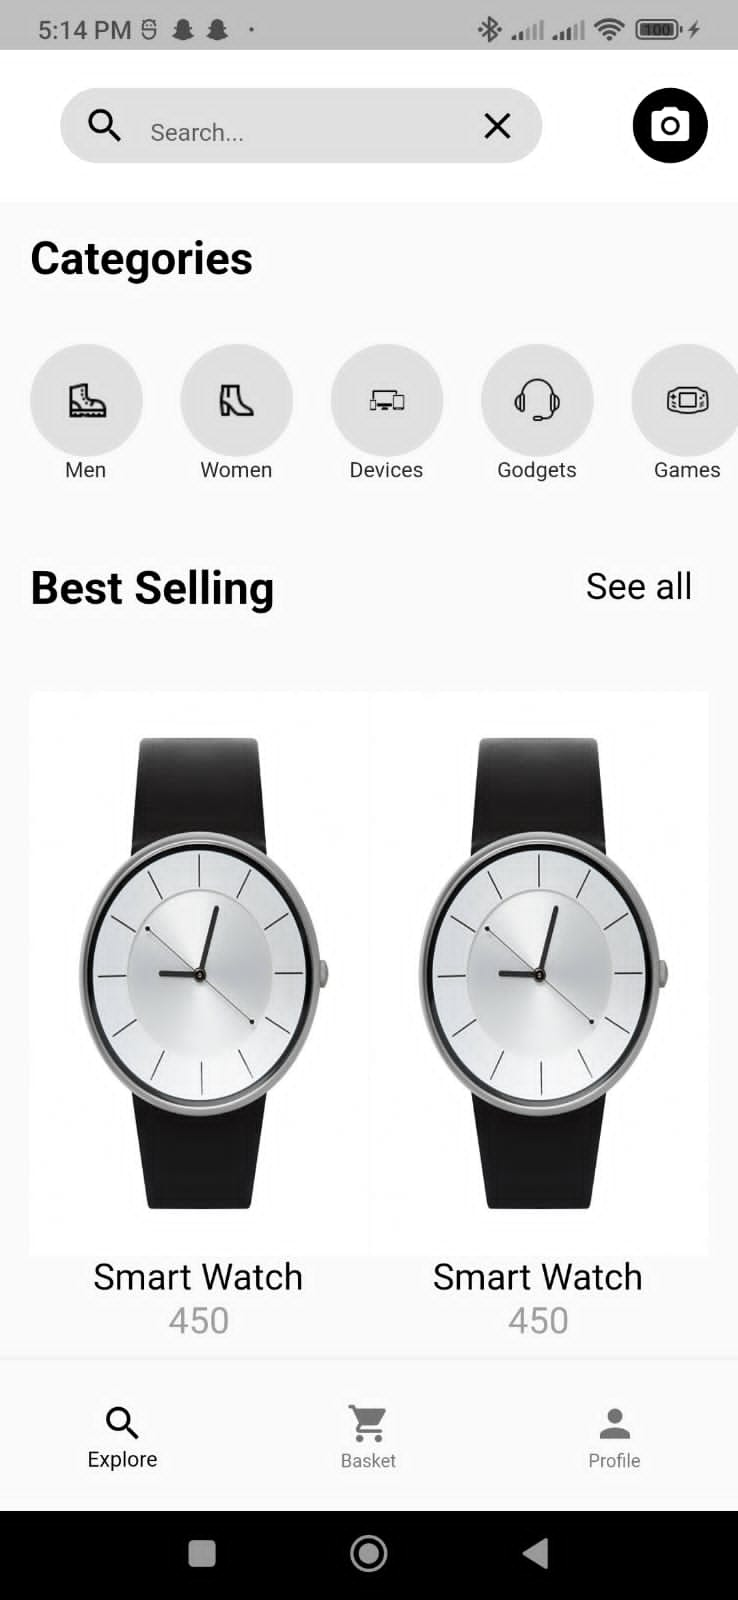 5:14 PM
100
Search...
Categories
Men
Women
Devices
Godgets
Games
Best Selling
See all
Smart Watch
450
Smart Watch
450
Explore
Basket
Profile